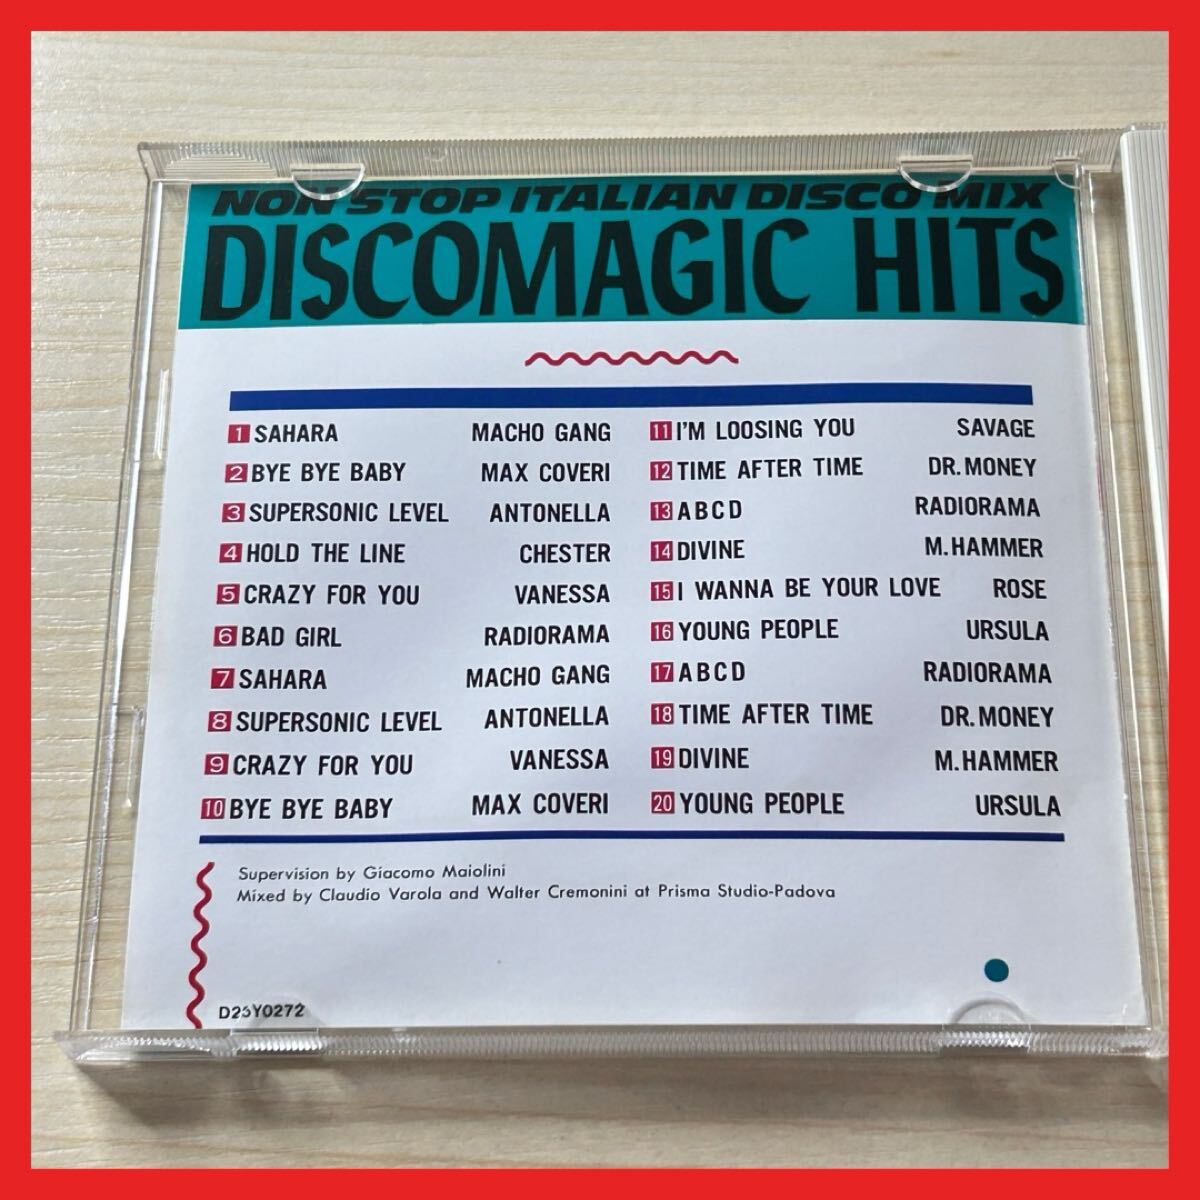 NON STOP ITALIAN DISCO MIX
DISCOMAGIC HITS
1 SAHARA MACHO GANG
2 BYE BYE BABY MAX COVERI
3 SUPERSONIC LEVEL ANTONELLA
4 HOLD THE LINE CHESTER
5 CRAZY FOR YOU VANESSA
6 BAD GIRL RADIORAMA
7 SAHARA MACHO GANG
8 SUPERSONIC LEVEL ANTONELLA
9 CRAZY FOR YOU VANESSA
10 BYE BYE BABY MAX COVERI
11 I'M LOOSING YOU SAVAGE
12 TIME AFTER TIME DR. MONEY
13 A B C D RADIORAMA
14 DIVINE M. HAMMER
15 I WANNA BE YOUR LOVE ROSE
16 YOUNG PEOPLE URSULA
17 A B C D RADIORAMA
18 TIME AFTER TIME DR. MONEY
19 DIVINE M. HAMMER
20 YOUNG PEOPLE URSULA
Supervision by Giacomo Maiolini
Mixed by Claudio Varola and Walter Cremonini at Prisma Studio-Padova
D23Y0272